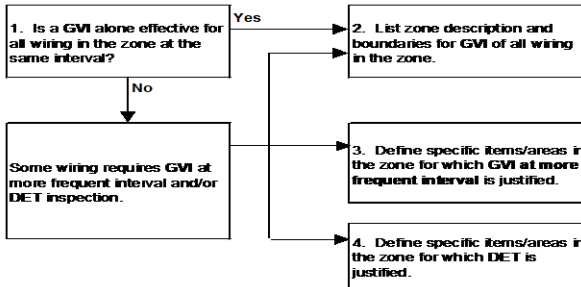 1. Is a GVI alone effective for
all wiring in the zone at the
same interval?
Yes
2. List zone description and
boundaries for GVI of all wiring
in the zone.
No
Some wiring requires GVI at
more frequent interval and/or
DET inspection.
3. Define specific items/areas in
the zone for which GVI at more
frequent interval is justified.
4. Define specific items/areas in
the zone for which DET is
justified.